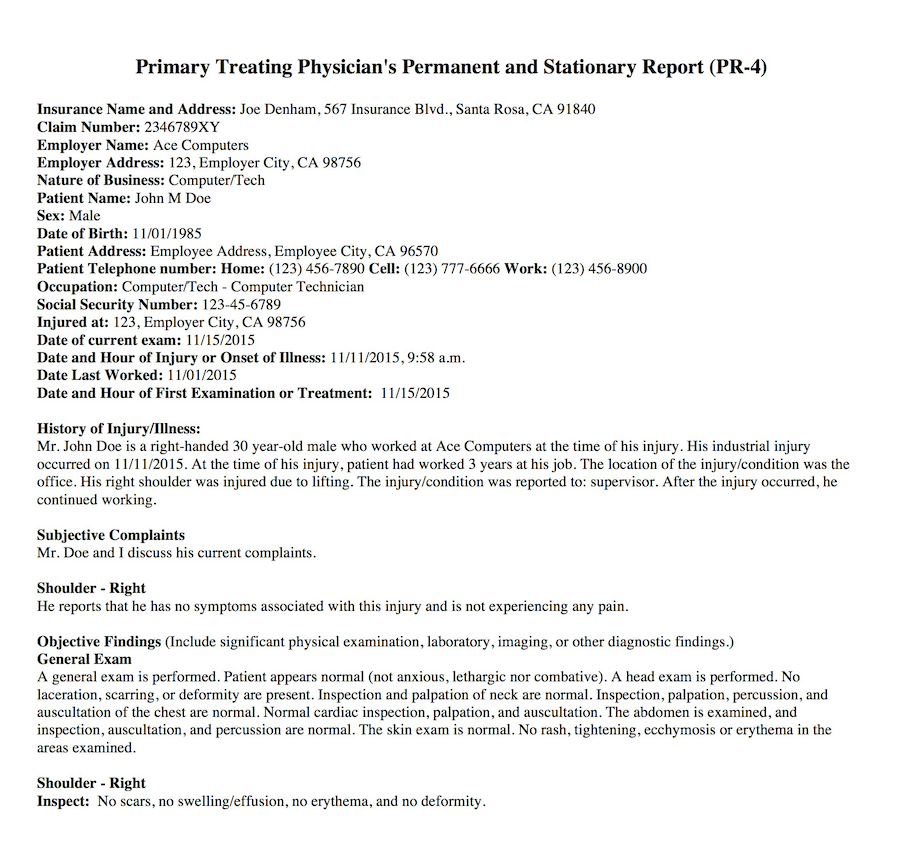 Primary Treating Physician's Permanent and Stationary Report (PR-4)
Insurance Name and Address: Joe Denham, 567 Insurance Blvd., Santa Rosa, CA 91840
Claim Number: 2346789XY
Employer Name: Ace Computers
Employer Address: 123, Employer City, CA 98756
Nature of Business: Computer/Tech
Patient Name: John M Doe
Sex: Male
Date of Birth: 11/01/1985
Patient Address: Employee Address, Employee City, CA 96570
Patient Telephone number: Home: (123) 456-7890 Cell: (123) 777-6666 Work: (123) 456-8900
Occupation: Computer/Tech - Computer Technician
Social Security Number: 123-45-6789
Injured at: 123, Employer City, CA 98756
Date of current exam: 11/15/2015
Date and Hour of Injury or Onset of Illness: 11/11/2015, 9:58 a.m.
Date Last Worked: 11/01/2015
Date and Hour of First Examination or Treatment: 11/15/2015
History of Injury/Illness:
Mr. John Doe is a right-handed 30 year-old male who worked at Ace Computers at the time of his injury. His industrial injury
occurred on 11/11/2015. At the time of his injury, patient had worked 3 years at his job. The location of the injury/condition was the
office. His right shoulder was injured due to lifting. The injury/condition was reported to: supervisor. After the injury occurred, he
continued working.
Subjective Complaints
Mr. Doe and I discuss his current complaints.
Shoulder - Right
He reports that he has no symptoms associated with this injury and is not experiencing any pain.
Objective Findings (Include significant physical examination, laboratory, imaging, or other diagnostic findings.)
General Exam
A general exam is performed. Patient appears normal (not anxious, lethargic nor combative). A head exam is performed. No
laceration, scarring, or deformity are present. Inspection and palpation of neck are normal. Inspection, palpation, percussion, and
auscultation of the chest are normal. Normal cardiac inspection, palpation, and auscultation. The abdomen is examined, and
inspection, auscultation, and percussion are normal. The skin exam is normal. No rash, tightening, ecchymosis or erythema in the
areas examined.
Shoulder - Right
Inspect: No scars, no swelling/effusion, no erythema, and no deformity.